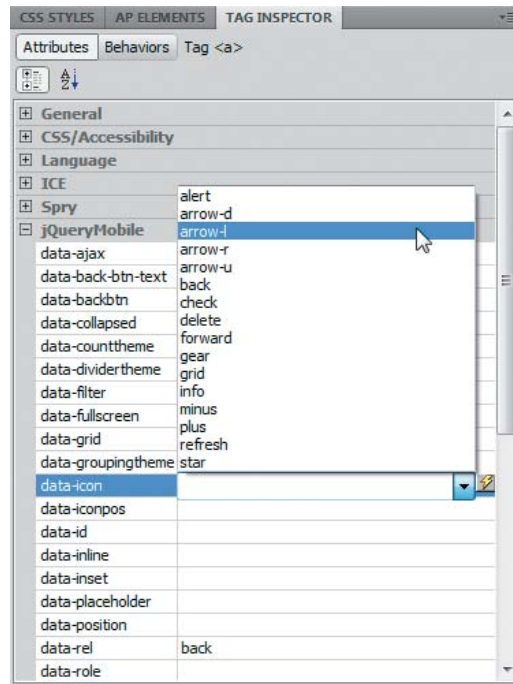 CSS STYLES AP ELEMENTS TAG INSPECTOR
Attributes Behaviors Tag <a>
General
CSS/Accessibility
Language
ICE
Spry
jQueryMobile
data-ajax
data-back-btn-text
data-backbtn
data-collapsed
data-counttheme
data-dividertheme
data-filter
data-fullscreen
data-grid
data-groupingtheme
alert
arrow-d
arrow-l
arrow-r
arrow-u
back
check
delete
forward
gear
grid
info
minus
plus
refresh
star
data-icon
data-iconpos
data-id
data-inline
data-inset
data-placeholder
data-position
data-rel back
data-role